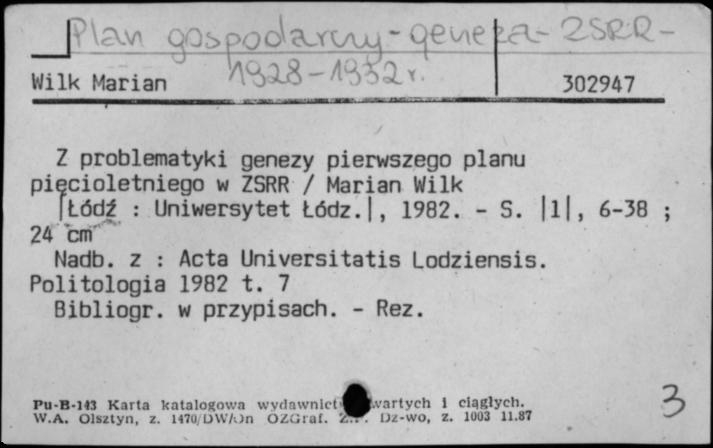 Plan gospodarczy - geneza - ZSRR -
1928-1932 r.
Wilk Marian 302947
Z problematyki genezy pierwszego planu
pięcioletniego w ZSRR / Marian Wilk
[Łódź : Uniwersytet Łódz.|, 1982. - S. |1|, 6-38 ;
24 cm
Nadb. z : Acta Universitatis Lodziensis.
Politologia 1982 t. 7
Bibliogr. w przypisach. - Rez.
3
Pu-B-143 Karta katalogowa wydawnict wartych i ciągłych.
W.A. Olsztyn, z. 1470/DW/On OZGraf. Z.P. Dz-wo, z. 1003 11.87